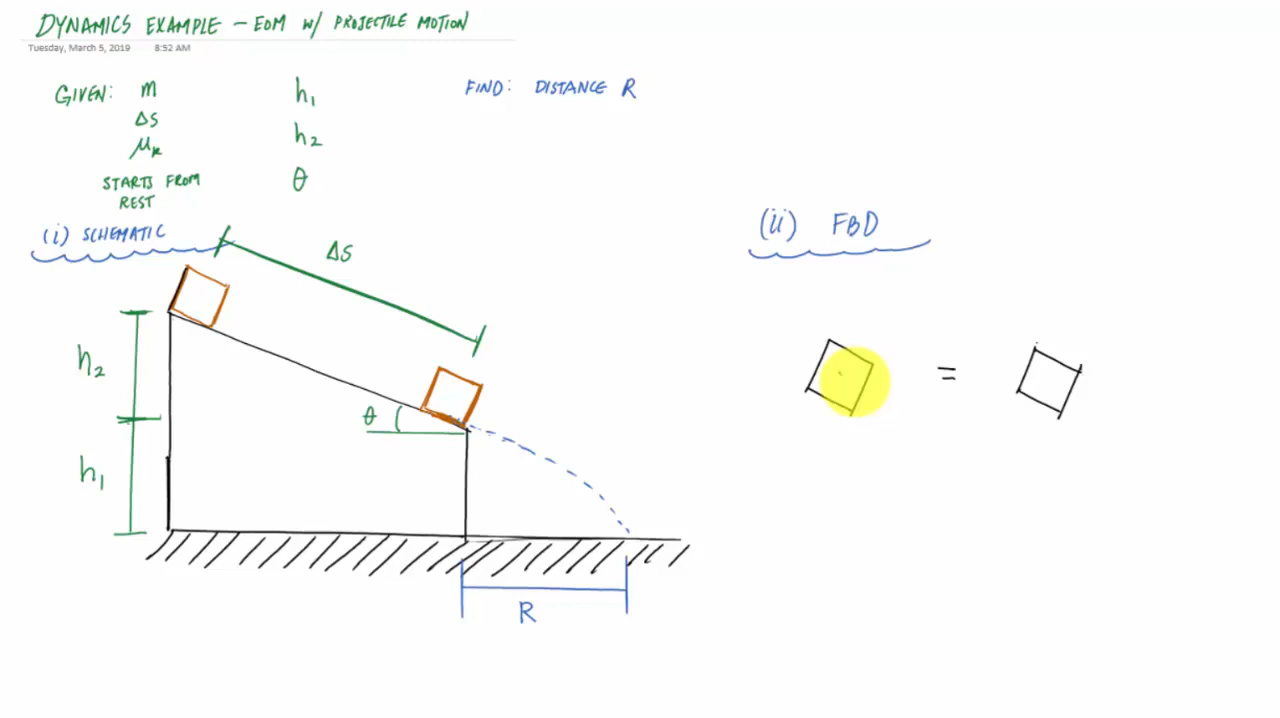 DYNAMICS EXAMPLE - EOM W/ PROJECTILE MOTION
Tuesday, March 5, 2019 8:52 AM
GIVEN: m h₁
Δs
μₖ h₂
STARTS FROM REST θ
FIND: DISTANCE R
(i) SCHEMATIC
(ii) FBD
Δs
h₂
θ
h₁
=
R